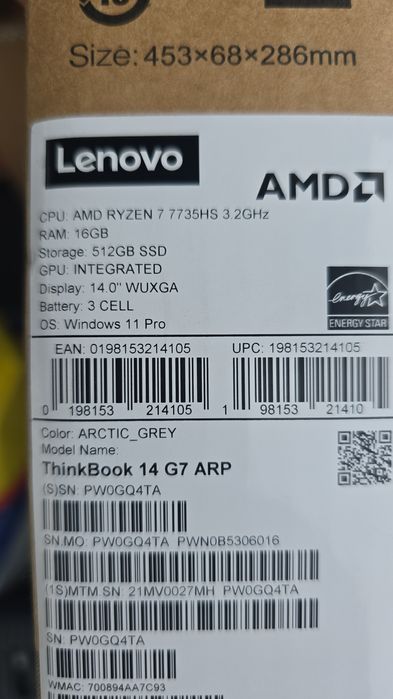 Size: 453×68×286mm
Lenovo
AMD
CPU: AMD RYZEN 7 7735HS 3.2GHz
RAM: 16GB
Storage: 512GB SSD
GPU: INTEGRATED
Display: 14.0" WUXGA
Battery: 3 CELL
OS: Windows 11 Pro
energy
ENERGY STAR
EAN: 0198153214105 UPC: 198153214105
0 198153 214105 1 98153 21410
Color: ARCTIC_GREY
Model Name:
ThinkBook 14 G7 ARP
(S)SN: PW0GQ4TA
SN.MO: PW0GQ4TA PWN0B5306016
(1S)MTM.SN: 21MV0027MH PW0GQ4TA
SN: PW0GQ4TA
WMAC: 700894AA7C93